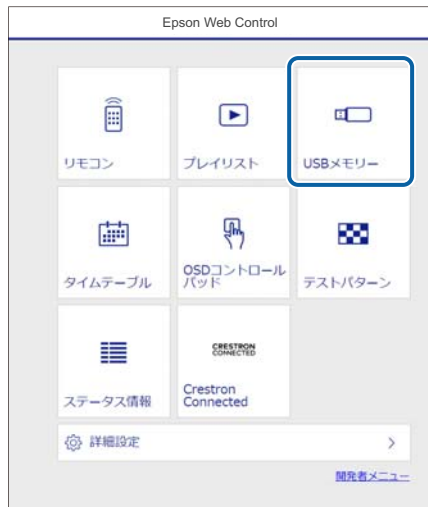 Epson Web Control
リモコン
プレイリスト
USBメモリー
タイムテーブル
OSDコントロール
パッド
テストパターン
ステータス情報
CRESTRON
CONNECTED
Crestron
Connected
詳細設定
開発者メニュー